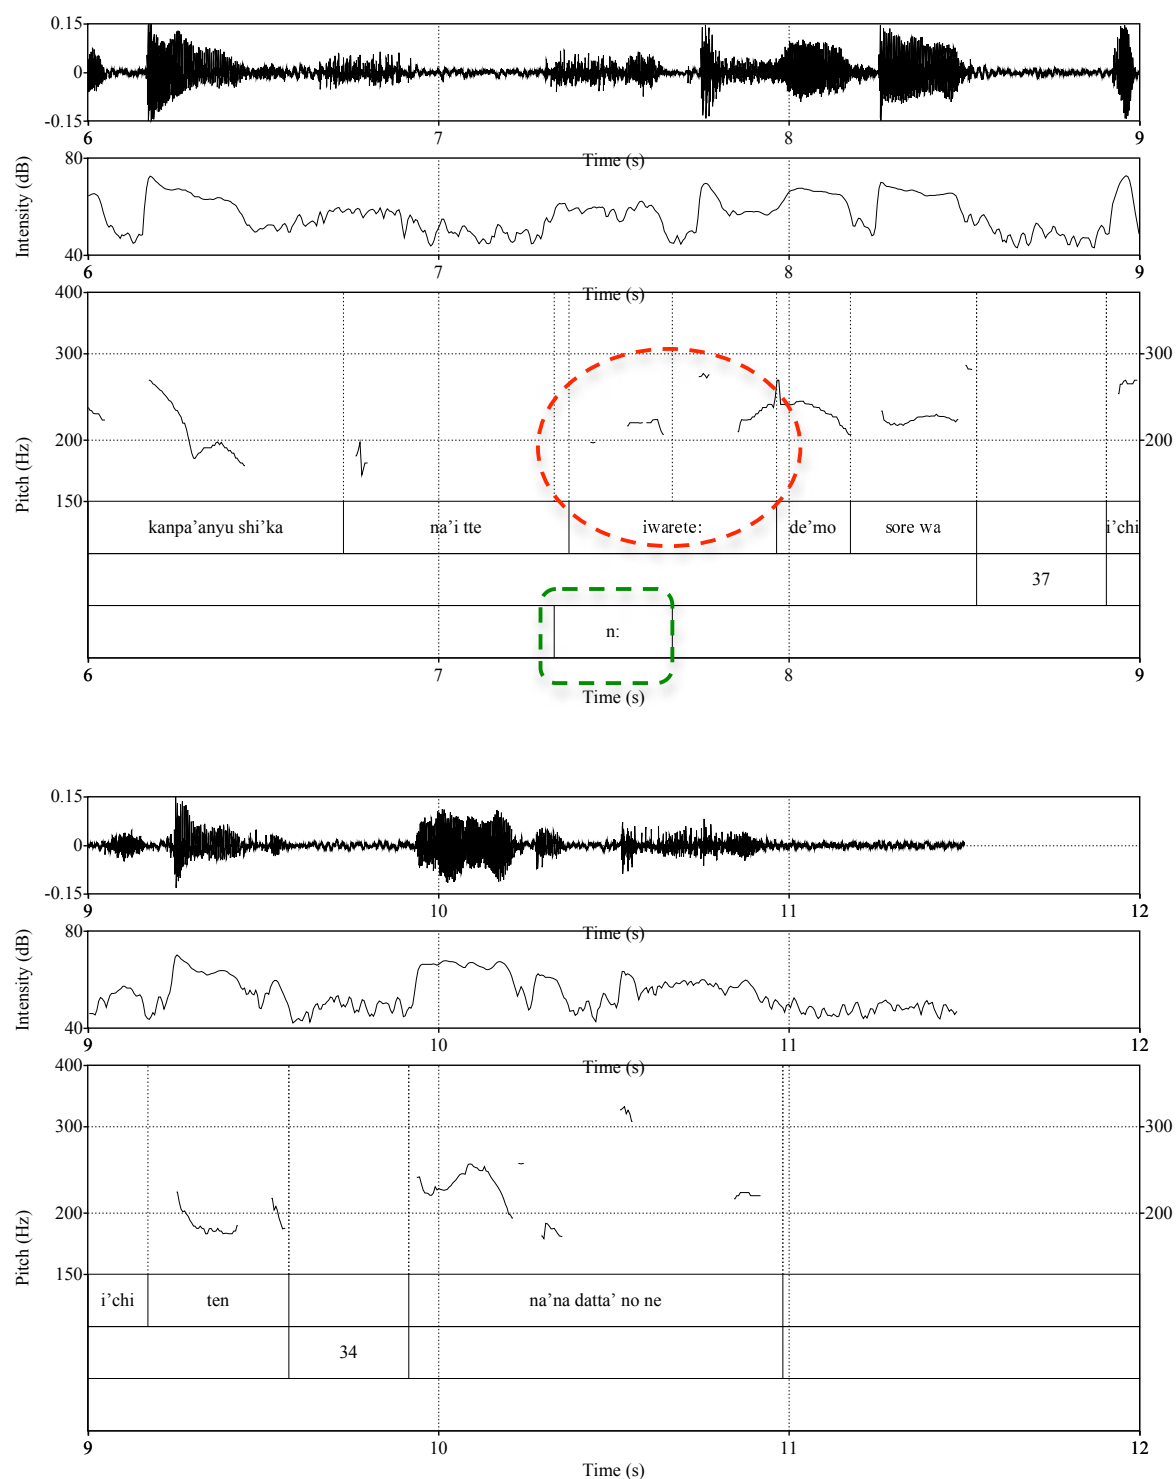 0.15
0
-0.15
6 7 8 9
Time (s)
80
Intensity (dB)
40
6 7 8 9
Time (s)
400
300 300
200 200
Pitch (Hz)
150
kanpa’anyu shi’ka na’i tte iwarete: de’mo sore wa i’chi
37
n:
6 7 8 9
Time (s)
0.15
0
-0.15
9 10 11 12
Time (s)
80
Intensity (dB)
40
9 10 11 12
Time (s)
400
300 300
200 200
Pitch (Hz)
150
i’chi ten na’na datta’ no ne
34
9 10 11 12
Time (s)